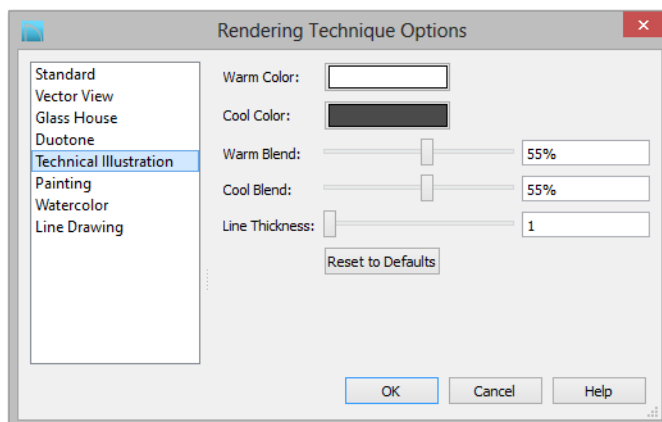 Rendering Technique Options
Standard
Vector View
Glass House
Duotone
Technical Illustration
Painting
Watercolor
Line Drawing
Warm Color:
Cool Color:
Warm Blend: 55%
Cool Blend: 55%
Line Thickness: 1
Reset to Defaults
OK Cancel Help